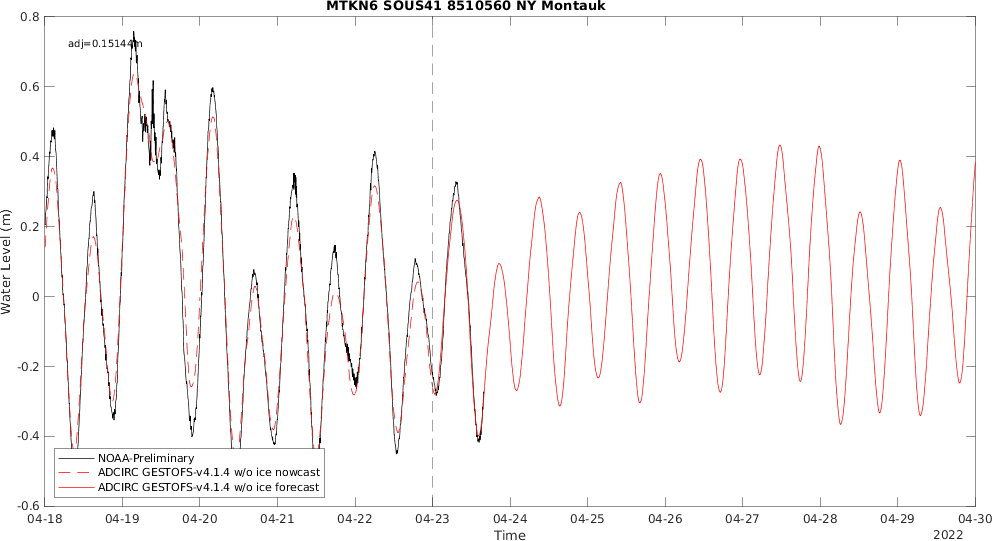 MTKN6 SOUS41 8510560 NY Montauk
adj=0.15144m
0.8
0.6
0.4
0.2
0
-0.2
-0.4
-0.6
Water Level (m)
NOAA-Preliminary
ADCIRC GESTOFS-v4.1.4 w/o ice nowcast
ADCIRC GESTOFS-v4.1.4 w/o ice forecast
04-18 04-19 04-20 04-21 04-22 04-23 04-24 04-25 04-26 04-27 04-28 04-29 04-30
Time
2022